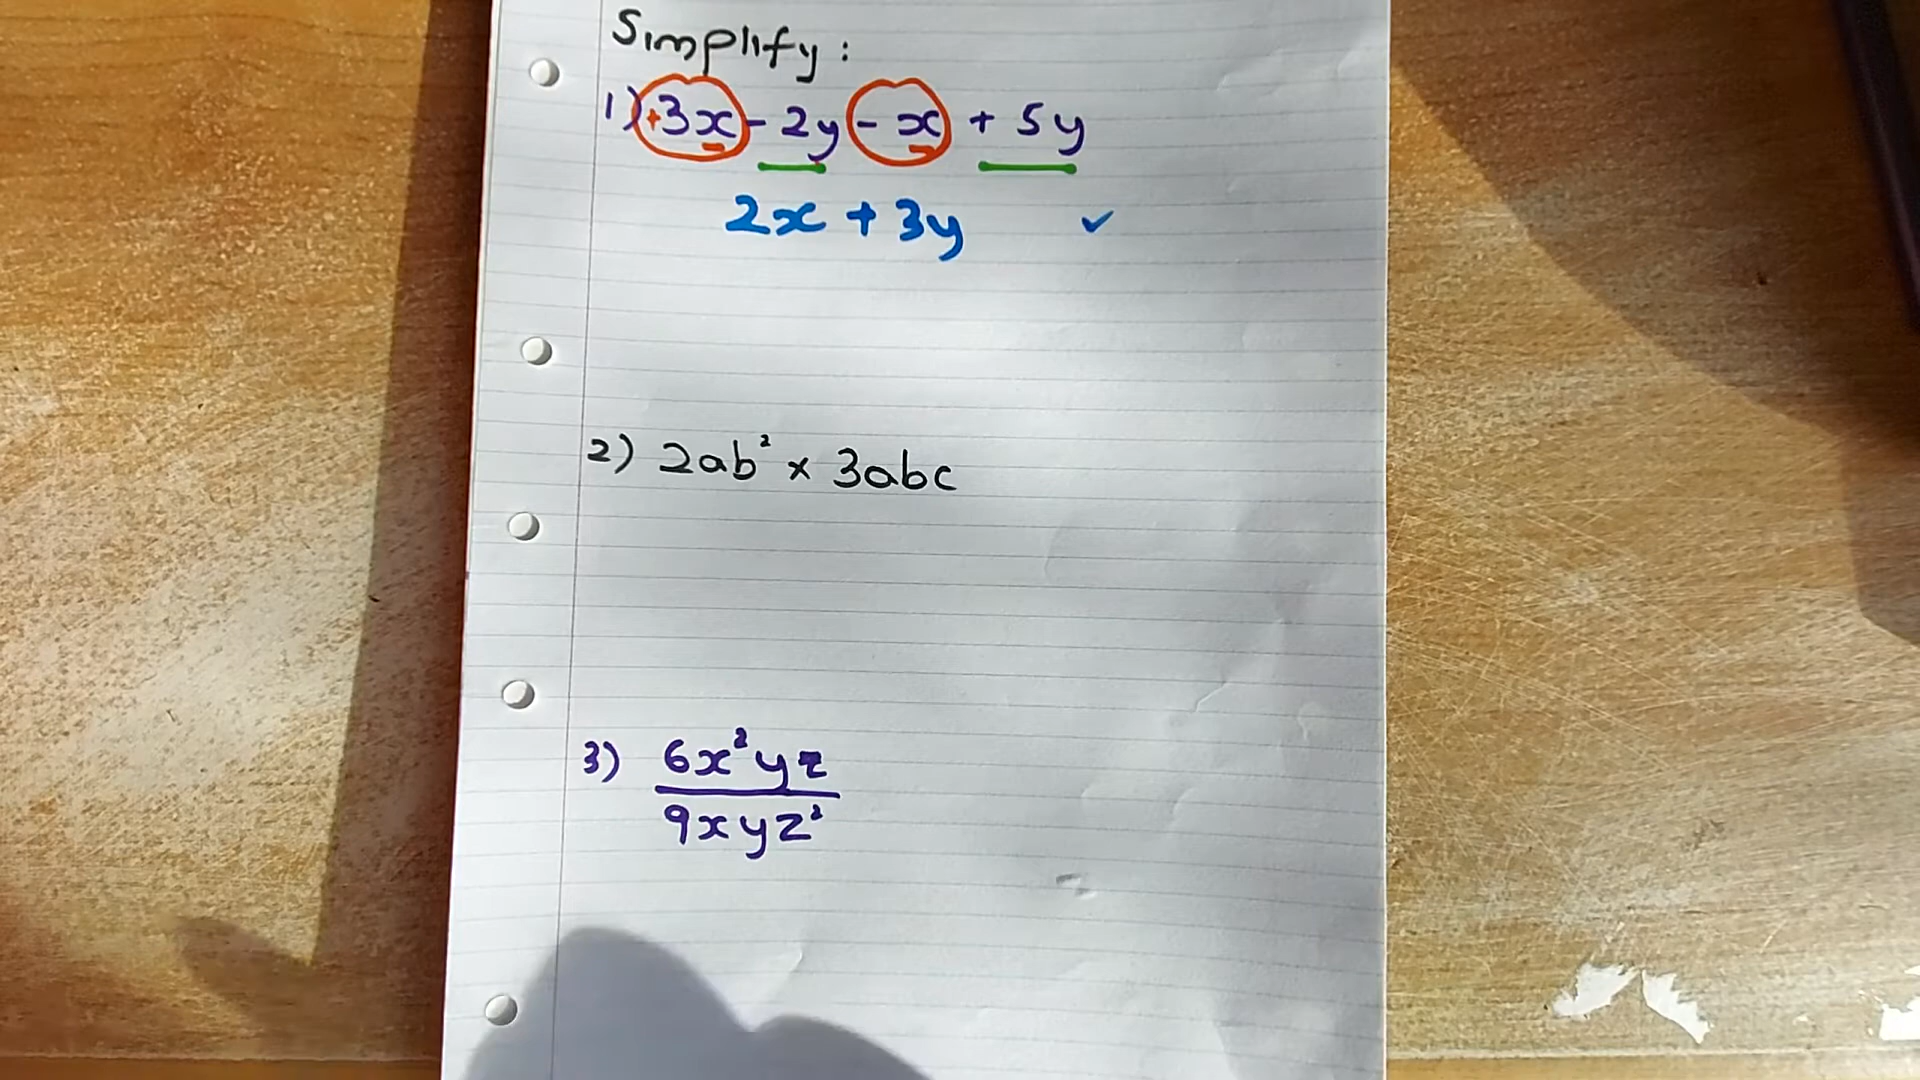 Simplify:
1) +3x - 2y - x + 5y
2x + 3y ✓
2) 2ab² × 3abc
3) 6x²yz
9xyz²